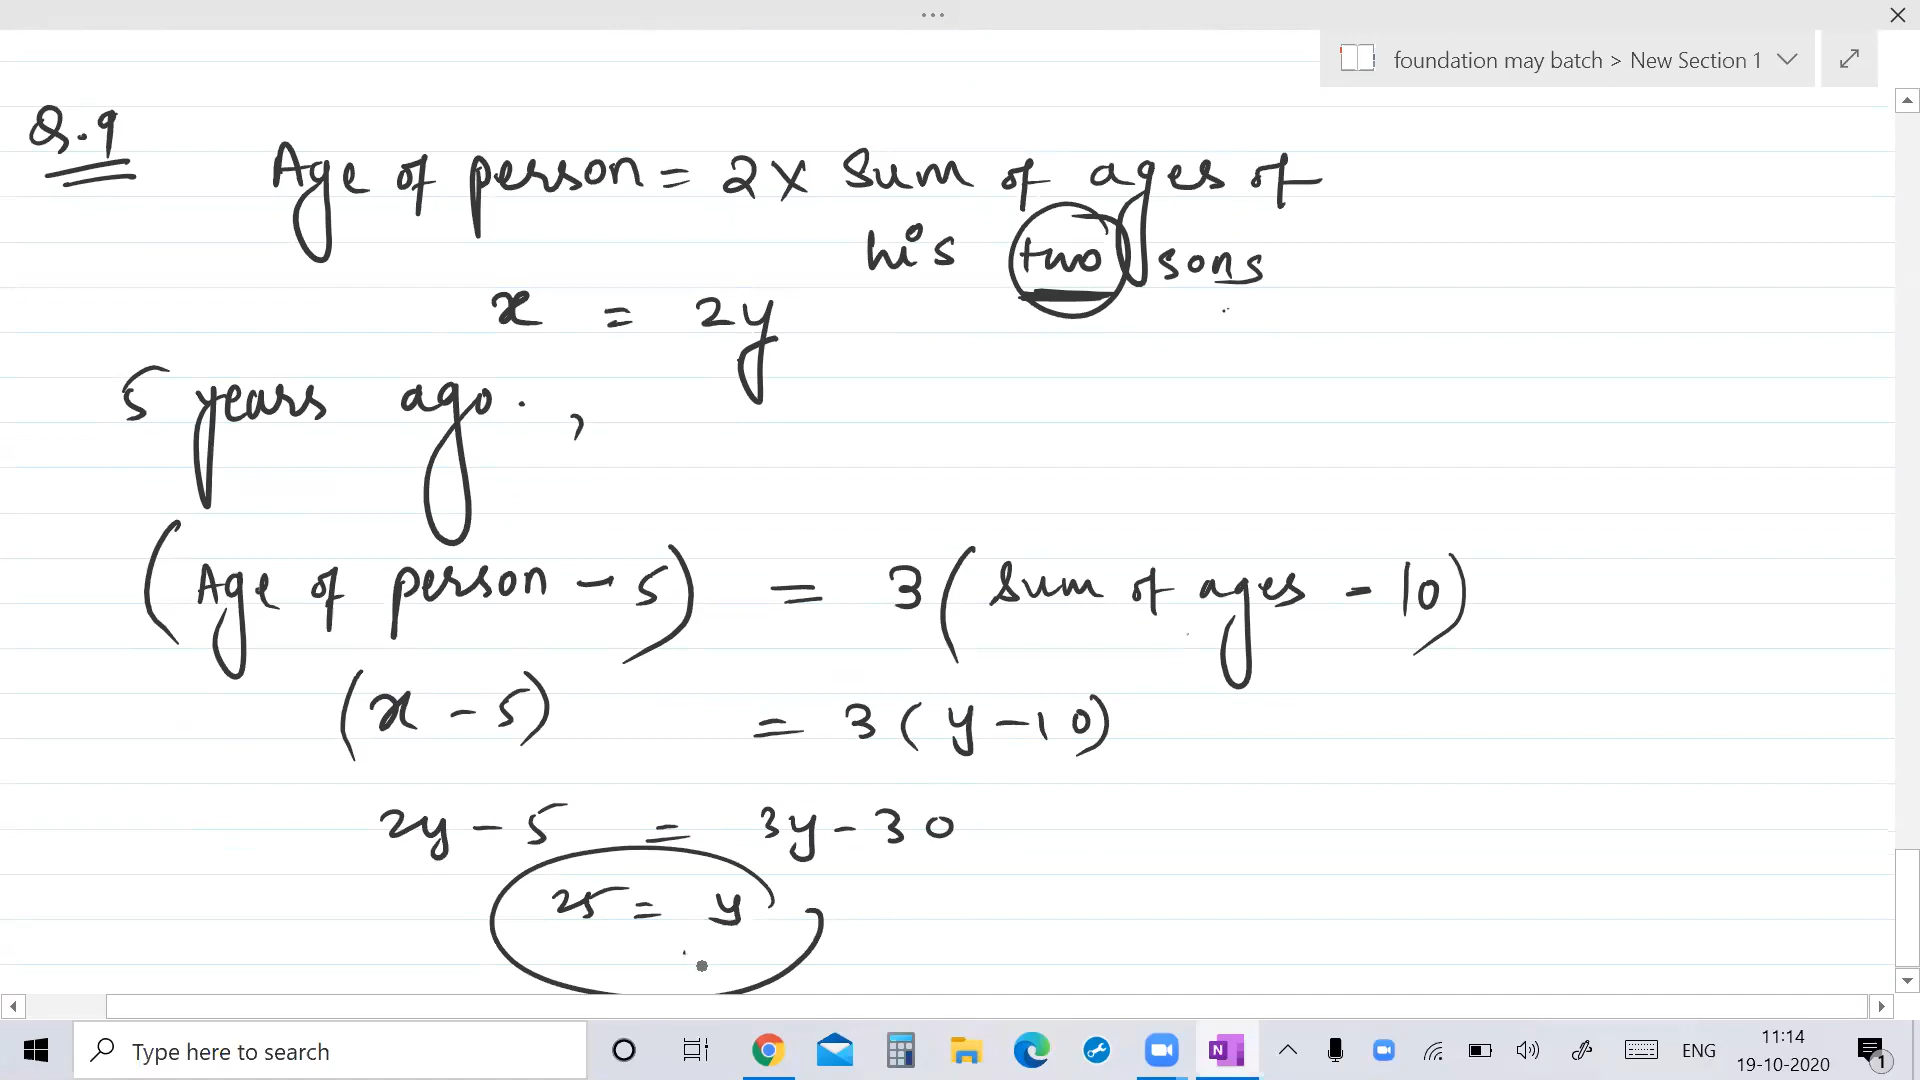 foundation may batch > New Section 1
Q.9
Age of person = 2 x Sum of ages of
his two sons
x = 2y
5 years ago. ,
(Age of person - 5) = 3 (Sum of ages - 10)
(x - 5) = 3 (y - 10)
2y - 5 = 3y - 30
25 = y
Type here to search
ENG
11:14
19-10-2020
1